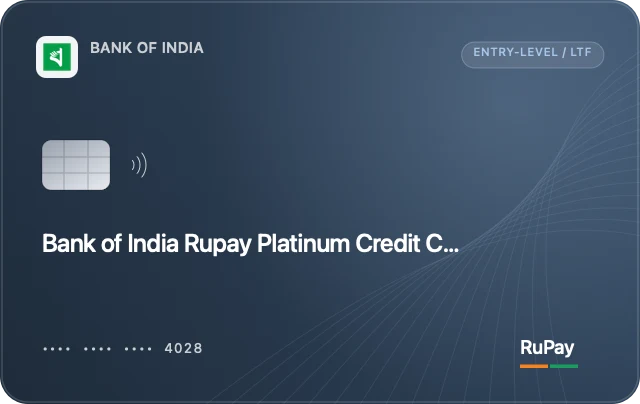 BANK OF INDIA
ENTRY-LEVEL / LTF
Bank of India Rupay Platinum Credit C...
•••• •••• •••• 4028
RuPay